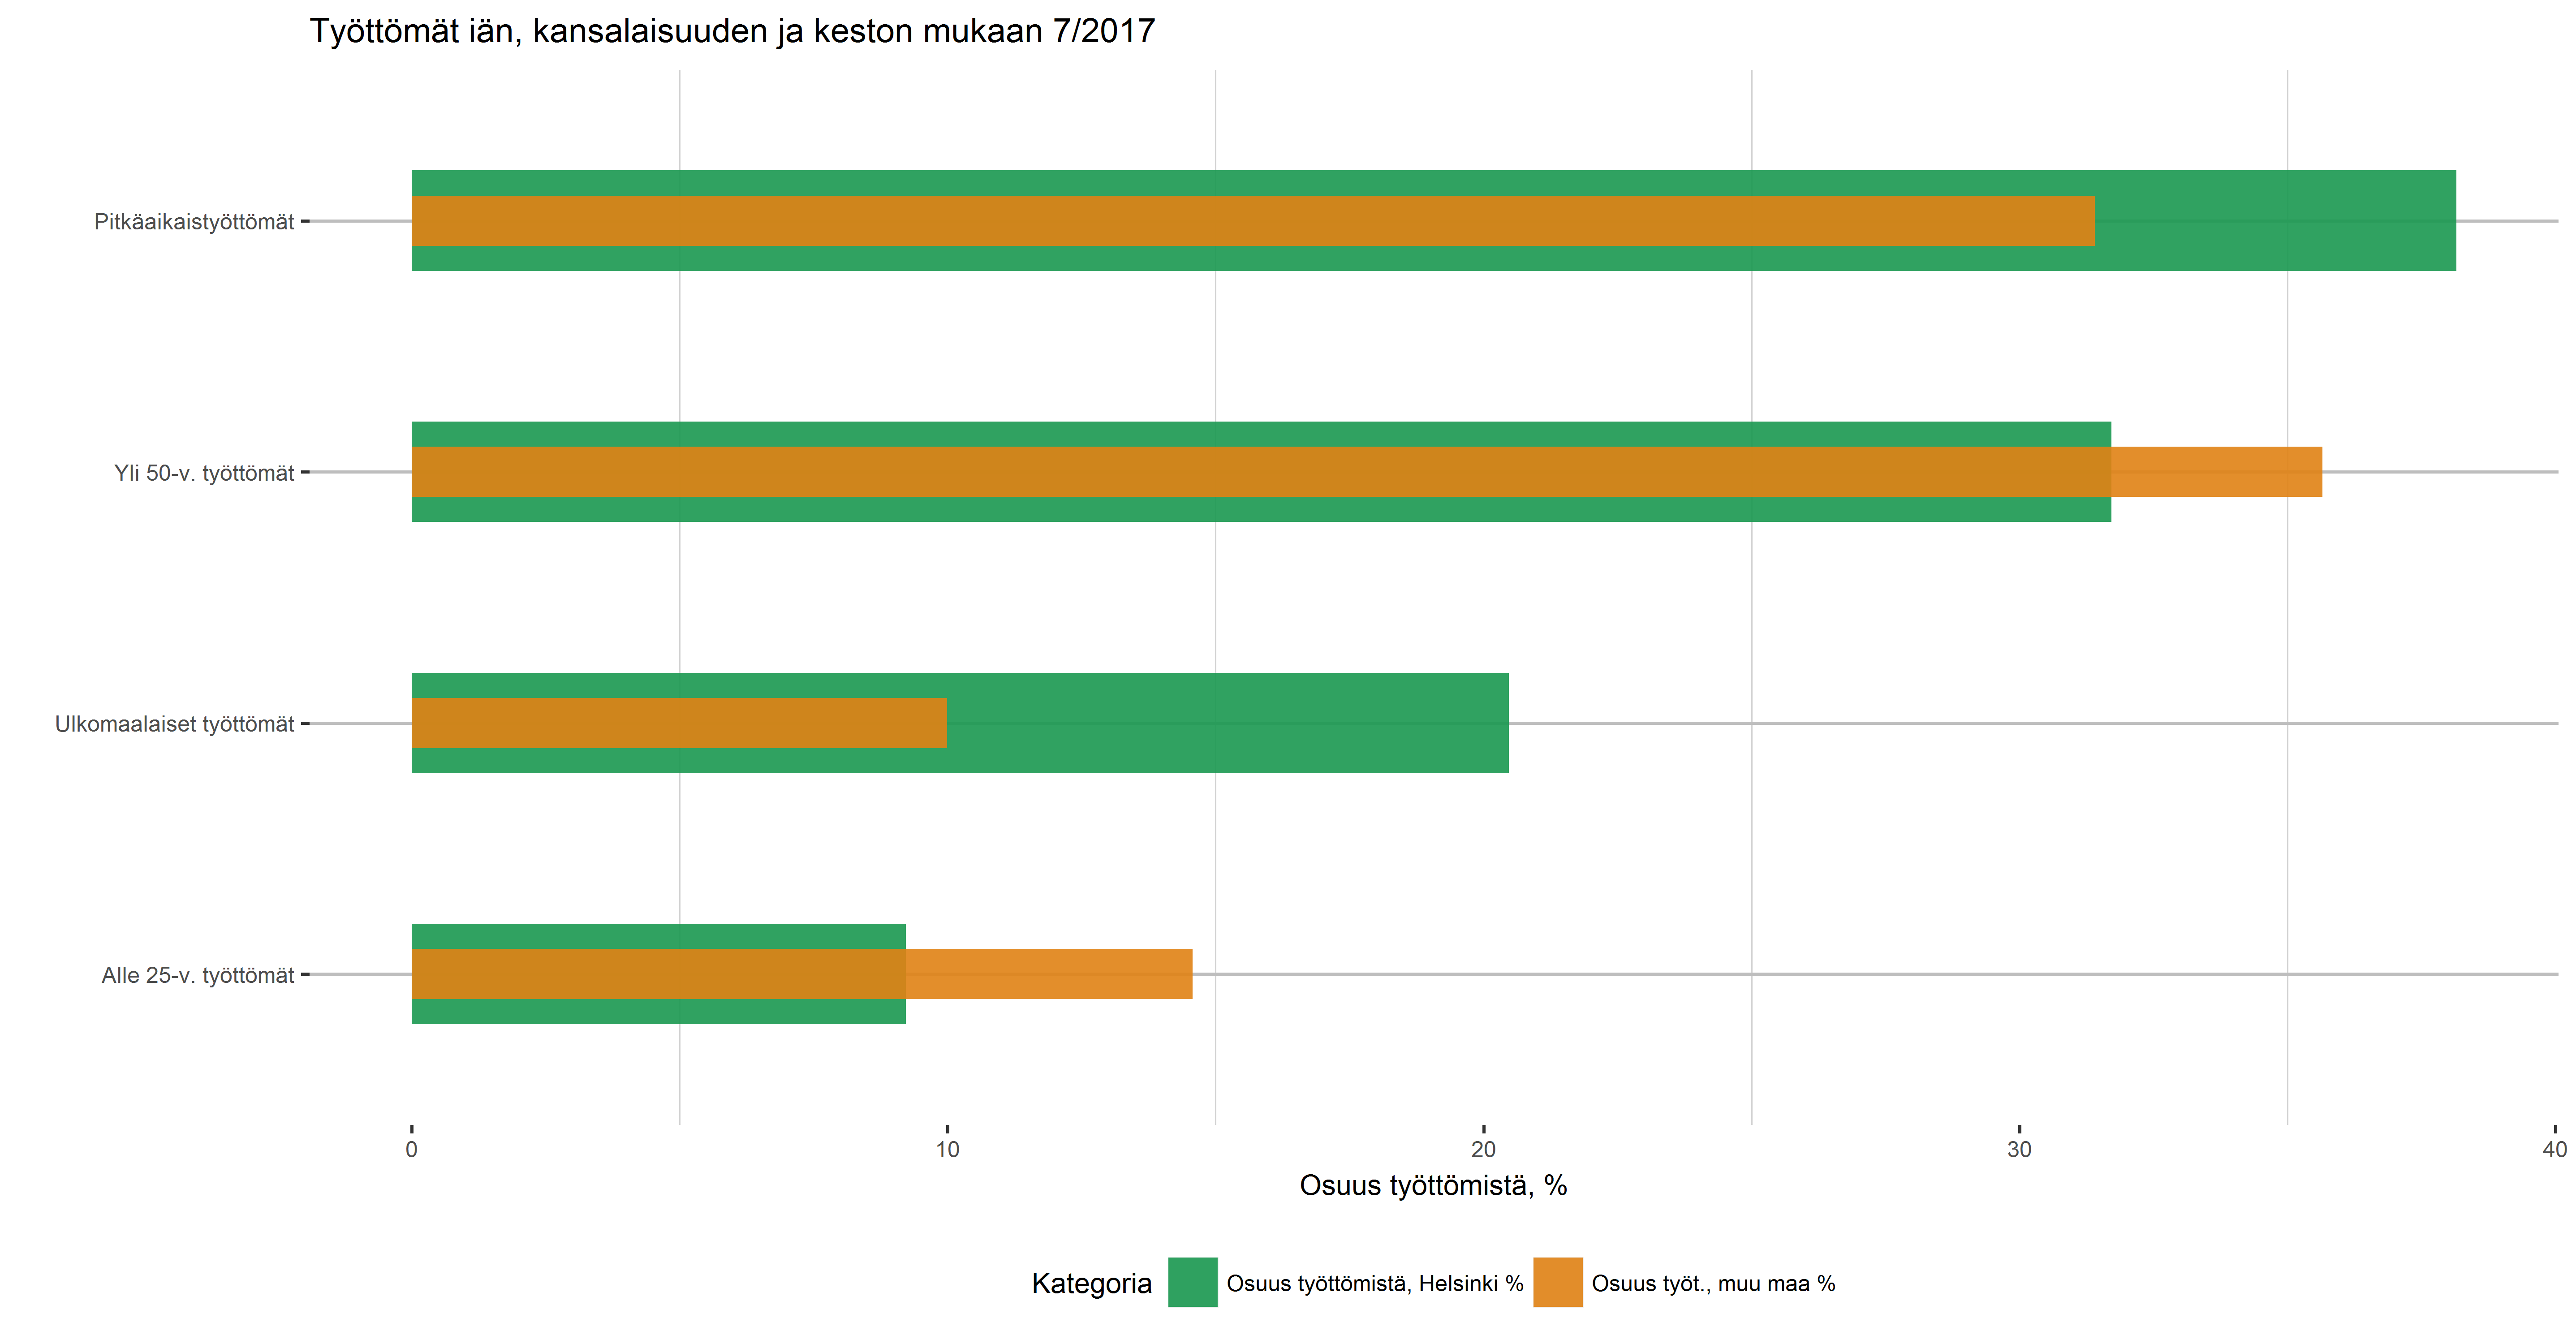 Työttömät iän, kansalaisuuden ja keston mukaan 7/2017
Pitkäaikaistyöttömät
Yli 50-v. työttömät
Ulkomaalaiset työttömät
Alle 25-v. työttömät
0 10 20 30 40
Osuus työttömistä, %
Kategoria Osuus työttömistä, Helsinki % Osuus työt., muu maa %